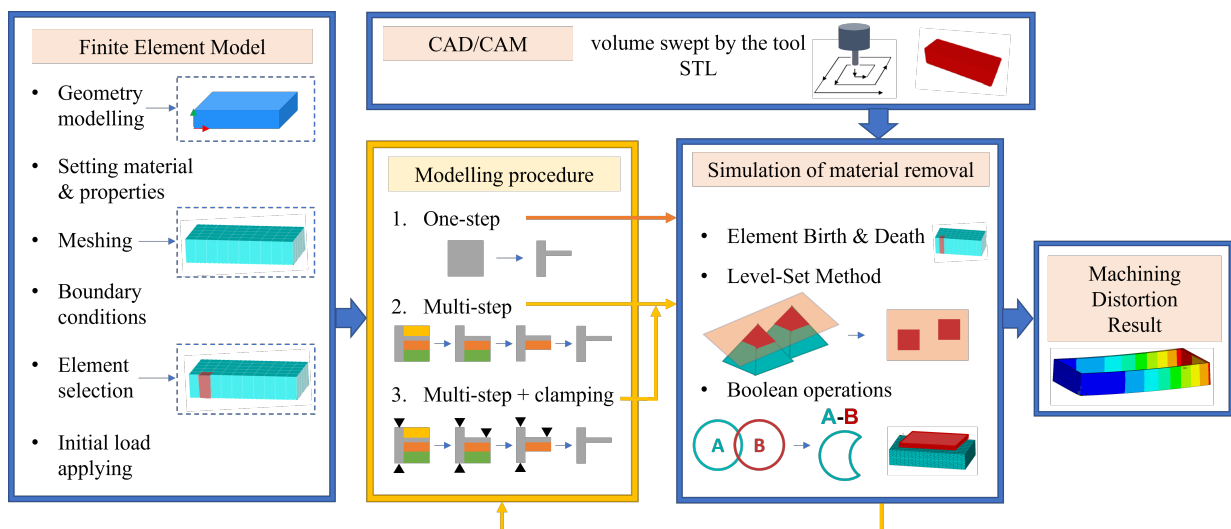 Finite Element Model
• Geometry
modelling
• Setting material
& properties
• Meshing
• Boundary
conditions
• Element
selection
• Initial load
applying
CAD/CAM
volume swept by the tool
STL
Modelling procedure
1. One-step
2. Multi-step
3. Multi-step + clamping
Simulation of material removal
• Element Birth & Death
• Level-Set Method
• Boolean operations
A B
A-B
Machining
Distortion
Result